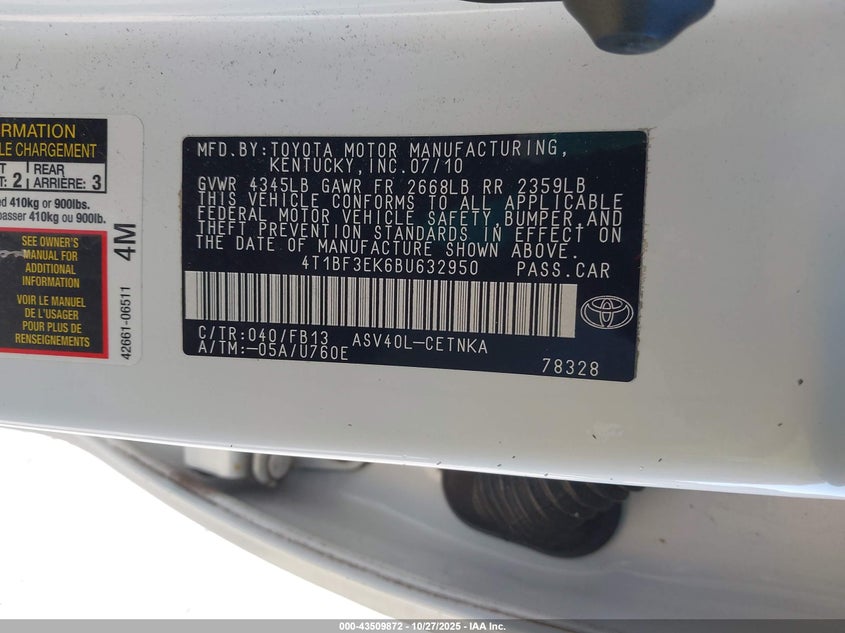 RMATION
LE CHARGEMENT
T
T: 2
REAR
ARRIÈRE: 3
ed 410kg or 900lbs.
passer 410kg ou 900lb.
SEE OWNER'S
MANUAL FOR
ADDITIONAL
INFORMATION
VOIR LE MANUEL
DU POUR
PLUS DE
RENSEIGNEMENTS
4M
42661-06511
MFD.BY:TOYOTA MOTOR MANUFACTURING,
KENTUCKY,INC.07/10
GVWR 4345LB GAWR FR 2668LB RR 2359LB
THIS VEHICLE CONFORMS TO ALL APPLICABLE
FEDERAL MOTOR VEHICLE SAFETY,BUMPER,AND
THEFT PREVENTION STANDARDS IN EFFECT ON
THE DATE OF MANUFACTURE SHOWN ABOVE.
4T1BF3EK6BU632950 PASS.CAR
C/TR:040/FB13 ASV40L-CETNKA
A/TM:-05A/U760E
78328
000-43509872 - 10/27/2025 - IAA Inc.